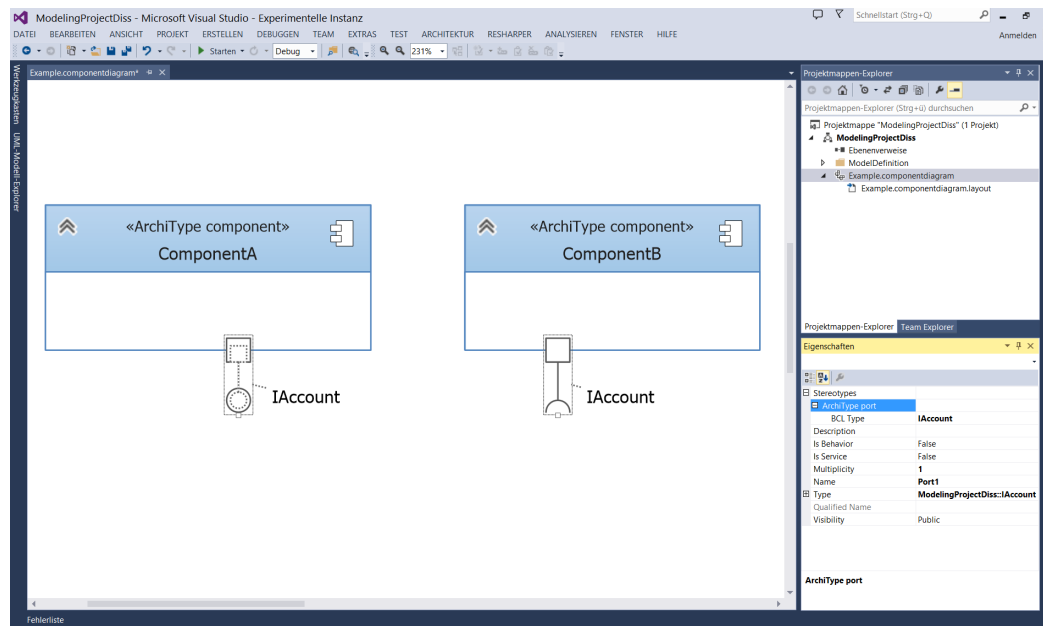 ModelingProjectDiss - Microsoft Visual Studio - Experimentelle Instanz
Schnellstart (Strg+Q)
DATEI BEARBEITEN ANSICHT PROJEKT ERSTELLEN DEBUGGEN TEAM EXTRAS TEST ARCHITEKTUR RESHARPER ANALYSIEREN FENSTER HILFE
Anmelden
Starten Debug 231%
Werkzeugkasten
UML-Modell-Explorer
Example.componentdiagram*
«ArchiType component»
ComponentA
IAccount
«ArchiType component»
ComponentB
IAccount
Projektmappen-Explorer
Projektmappen-Explorer (Strg+ü) durchsuchen
Projektmappe "ModelingProjectDiss" (1 Projekt)
ModelingProjectDiss
Ebenenverweise
ModelDefinition
Example.componentdiagram
Example.componentdiagram.layout
Projektmappen-Explorer Team Explorer
Eigenschaften
Stereotypes
ArchiType port
BCL Type IAccount
Description
Is Behavior False
Is Service False
Multiplicity 1
Name Port1
Type ModelingProjectDiss::IAccount
Qualified Name
Visibility Public
ArchiType port
Fehlerliste